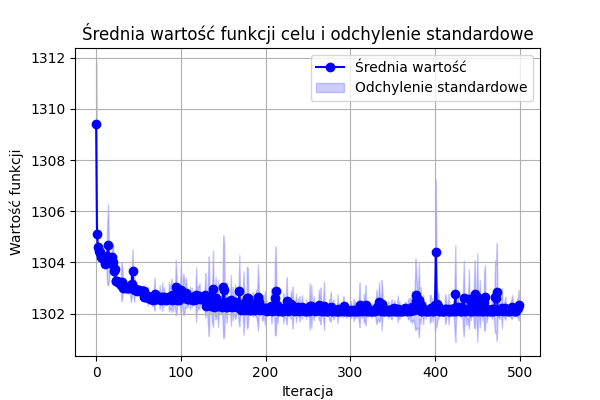 Średnia wartość funkcji celu i odchylenie standardowe
Średnia wartość
Odchylenie standardowe
Wartość funkcji
1312
1310
1308
1306
1304
1302
0 100 200 300 400 500
Iteracja